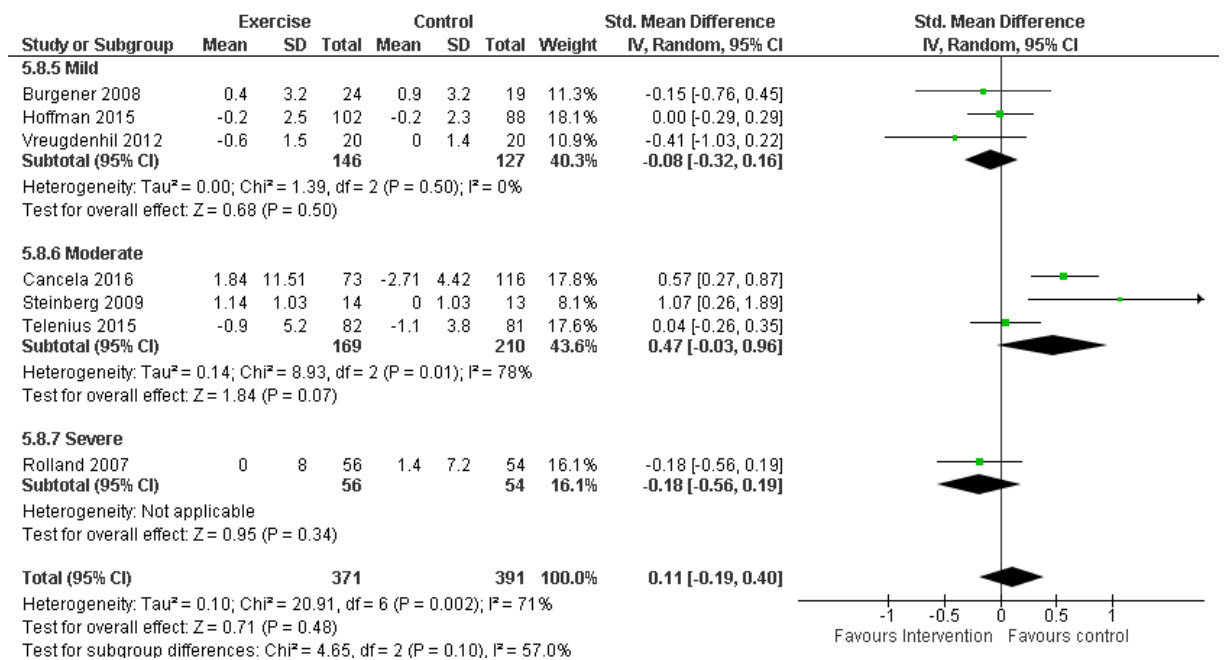 Exercise Control Std. Mean Difference Std. Mean Difference
Study or Subgroup Mean SD Total Mean SD Total Weight IV, Random, 95% CI IV, Random, 95% CI
5.8.5 Mild
Burgener 2008 0.4 3.2 24 0.9 3.2 19 11.3% -0.15 [-0.76, 0.45]
Hoffman 2015 -0.2 2.5 102 -0.2 2.3 88 18.1% 0.00 [-0.29, 0.29]
Vreugdenhil 2012 -0.6 1.5 20 0 1.4 20 10.9% -0.41 [-1.03, 0.22]
Subtotal (95% CI) 146 127 40.3% -0.08 [-0.32, 0.16]
Heterogeneity: Tau² = 0.00; Chi² = 1.39, df = 2 (P = 0.50); I² = 0%
Test for overall effect: Z = 0.68 (P = 0.50)
5.8.6 Moderate
Cancela 2016 1.84 11.51 73 -2.71 4.42 116 17.8% 0.57 [0.27, 0.87]
Steinberg 2009 1.14 1.03 14 0 1.03 13 8.1% 1.07 [0.26, 1.89]
Telenius 2015 -0.9 5.2 82 -1.1 3.8 81 17.6% 0.04 [-0.26, 0.35]
Subtotal (95% CI) 169 210 43.6% 0.47 [-0.03, 0.96]
Heterogeneity: Tau² = 0.14; Chi² = 8.93, df = 2 (P = 0.01); I² = 78%
Test for overall effect: Z = 1.84 (P = 0.07)
5.8.7 Severe
Rolland 2007 0 8 56 1.4 7.2 54 16.1% -0.18 [-0.56, 0.19]
Subtotal (95% CI) 56 54 16.1% -0.18 [-0.56, 0.19]
Heterogeneity: Not applicable
Test for overall effect: Z = 0.95 (P = 0.34)
Total (95% CI) 371 391 100.0% 0.11 [-0.19, 0.40]
Heterogeneity: Tau² = 0.10; Chi² = 20.91, df = 6 (P = 0.002); I² = 71%
Test for overall effect: Z = 0.71 (P = 0.48)
Test for subgroup differences: Chi² = 4.65, df = 2 (P = 0.10), I² = 57.0%
-1 -0.5 0 0.5 1
Favours Intervention Favours control